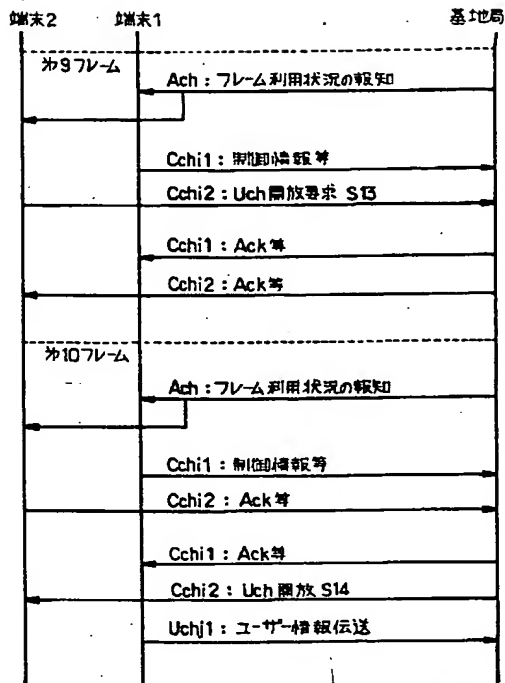 端末2 端末1 基地局
第9フレーム
Ach : フレーム利用状況の報知
Cchi1 : 制御情報等
Cchi2 : Uch開放要求 S13
Cchi1 : Ack等
Cchi2 : Ack等
第10フレーム
Ach : フレーム利用状況の報知
Cchi1 : 制御情報等
Cchi2 : Ack等
Cchi1 : Ack等
Cchi2 : Uch開放 S14
Uchj1 : ユーザー情報伝送